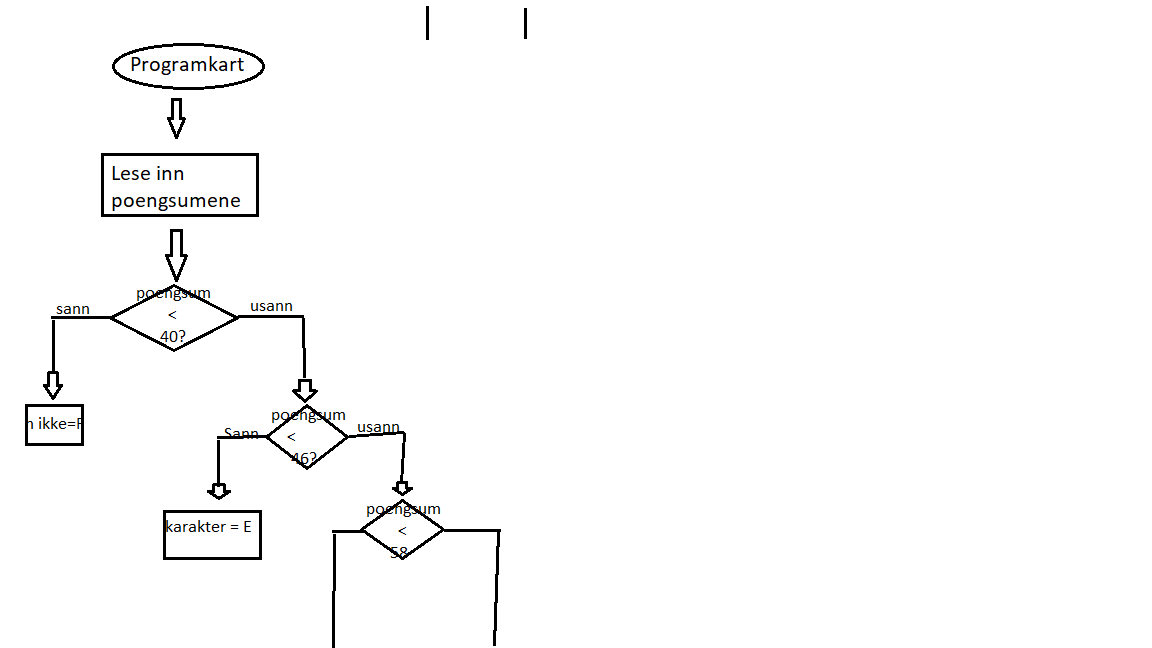 Programkart
Lese inn
poengsumene
poengsum
<
40?
sann
usann
ikke=F
poengsum
<
46?
Sann
usann
karakter = E
poengsum
<
58